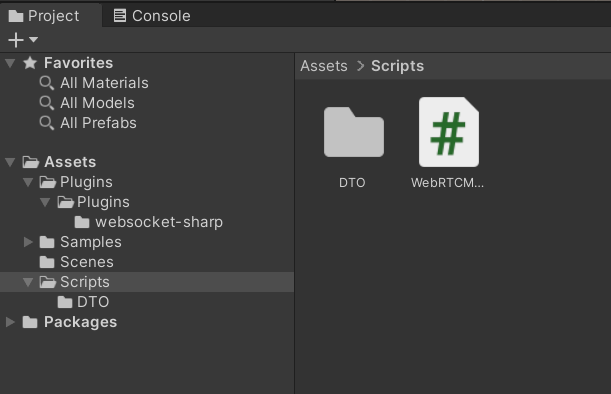 Project
Console
Favorites
All Materials
All Models
All Prefabs
Assets
Plugins
Plugins
websocket-sharp
Samples
Scenes
Scripts
DTO
Packages
Assets > Scripts
#
DTO
WebRTCM...